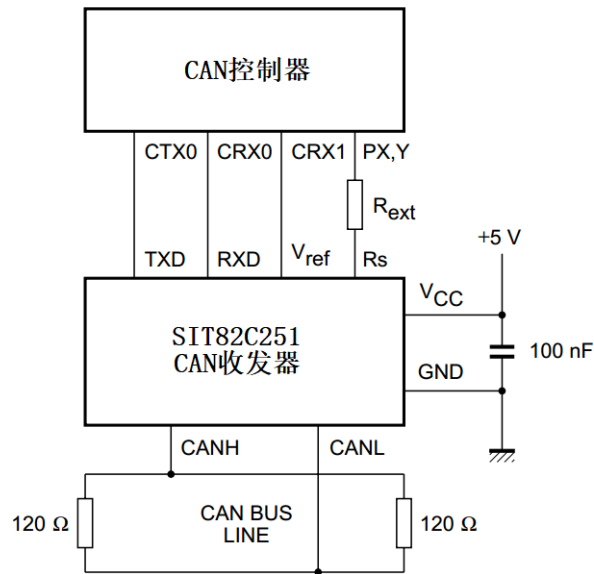 CAN控制器
CTX0 CRX0 CRX1 PX,Y
Rext
+5 V
TXD RXD Vref Rs
VCC
SIT82C251
CAN收发器
100 nF
GND
CANH CANL
120 Ω CAN BUS 120 Ω
LINE